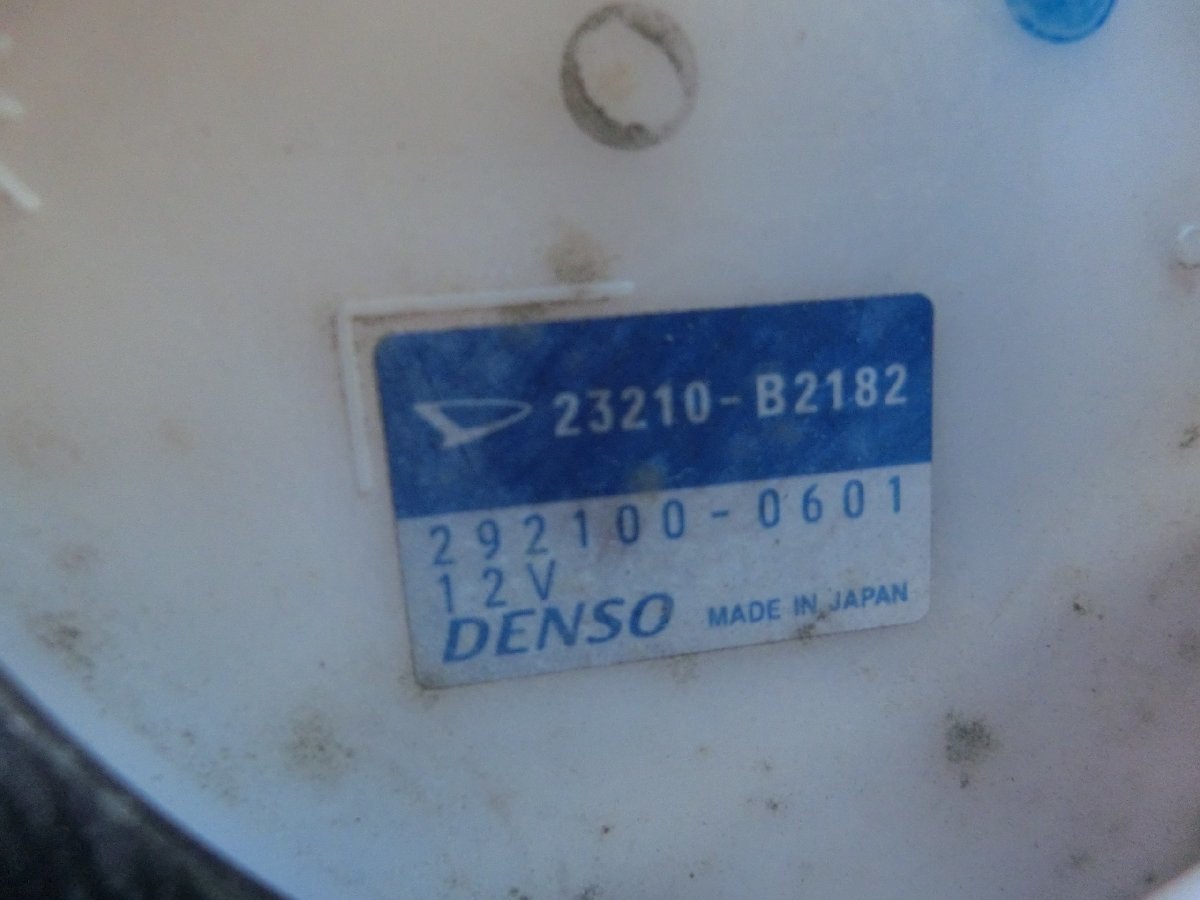 23210-B2182
292100-0601
12V
DENSO MADE IN JAPAN